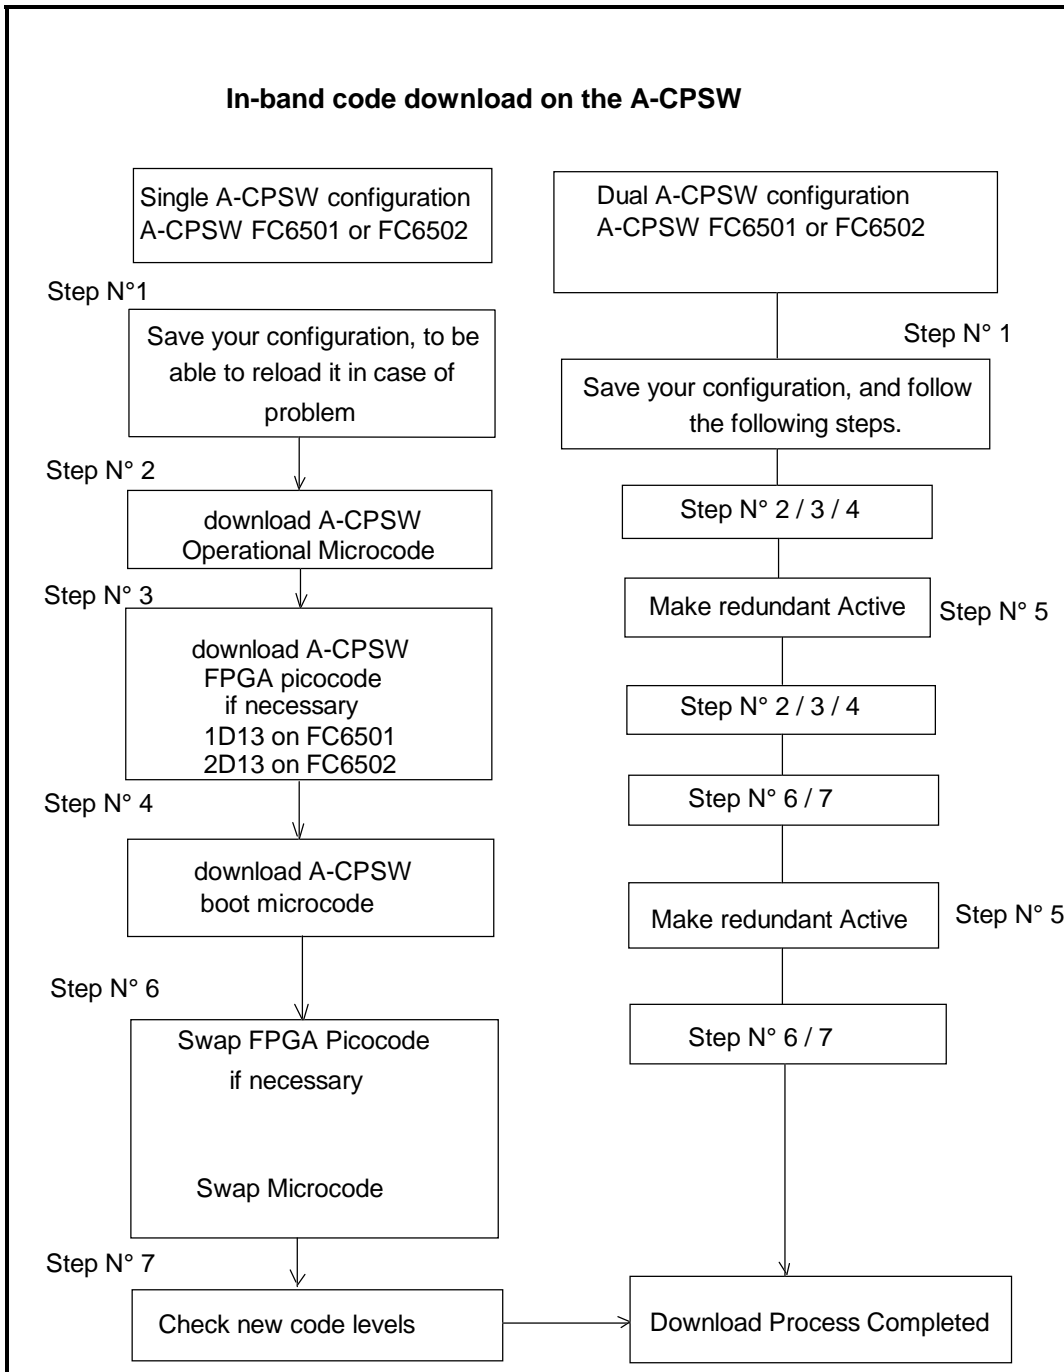 In-band code download on the A-CPSW
Single A-CPSW configuration
A-CPSW FC6501 or FC6502
Step N°1
Save your configuration, to be
able to reload it in case of
problem
Step N° 2
download A-CPSW
Operational Microcode
Step N° 3
download A-CPSW
FPGA picocode
if necessary
1D13 on FC6501
2D13 on FC6502
Step N° 4
download A-CPSW
boot microcode
Step N° 6
Swap FPGA Picocode
if necessary
Swap Microcode
Step N° 7
Check new code levels
Dual A-CPSW configuration
A-CPSW FC6501 or FC6502
Step N° 1
Save your configuration, and follow
the following steps.
Step N° 2 / 3 / 4
Make redundant Active
Step N° 5
Step N° 2 / 3 / 4
Step N° 6 / 7
Make redundant Active
Step N° 5
Step N° 6 / 7
Download Process Completed